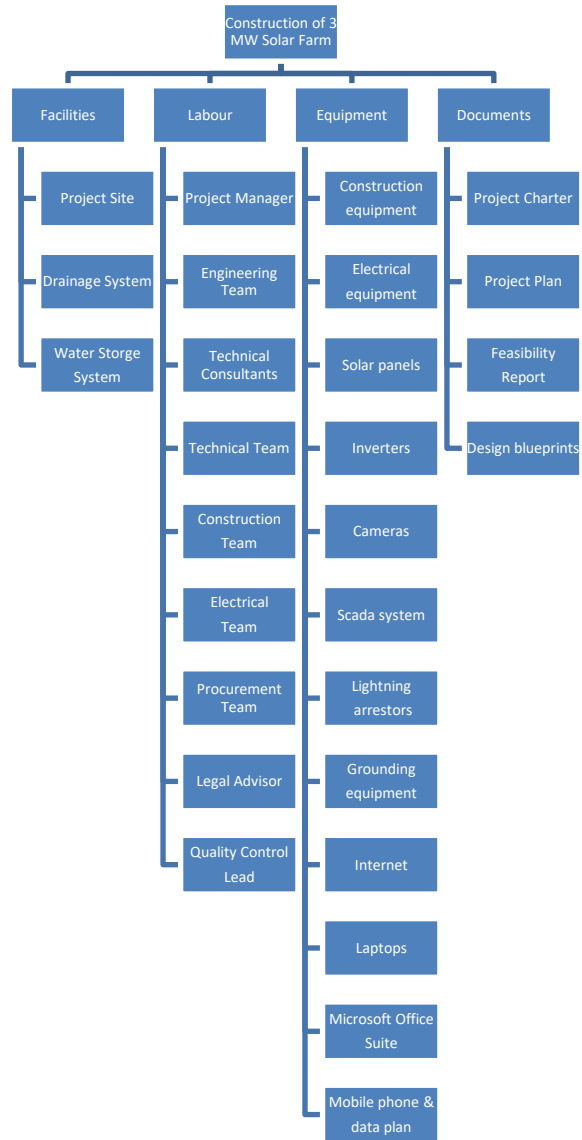 Construction of 3
MW Solar Farm
Facilities
Labour
Equipment
Documents
Project Site
Drainage System
Water Storge
System
Project Manager
Engineering
Team
Technical
Consultants
Technical Team
Construction
Team
Electrical
Team
Procurement
Team
Legal Advisor
Quality Control
Lead
Construction
equipment
Electrical
equipment
Solar panels
Inverters
Cameras
Scada system
Lightning
arrestors
Grounding
equipment
Internet
Laptops
Microsoft Office
Suite
Mobile phone &
data plan
Project Charter
Project Plan
Feasibility
Report
Design blueprints